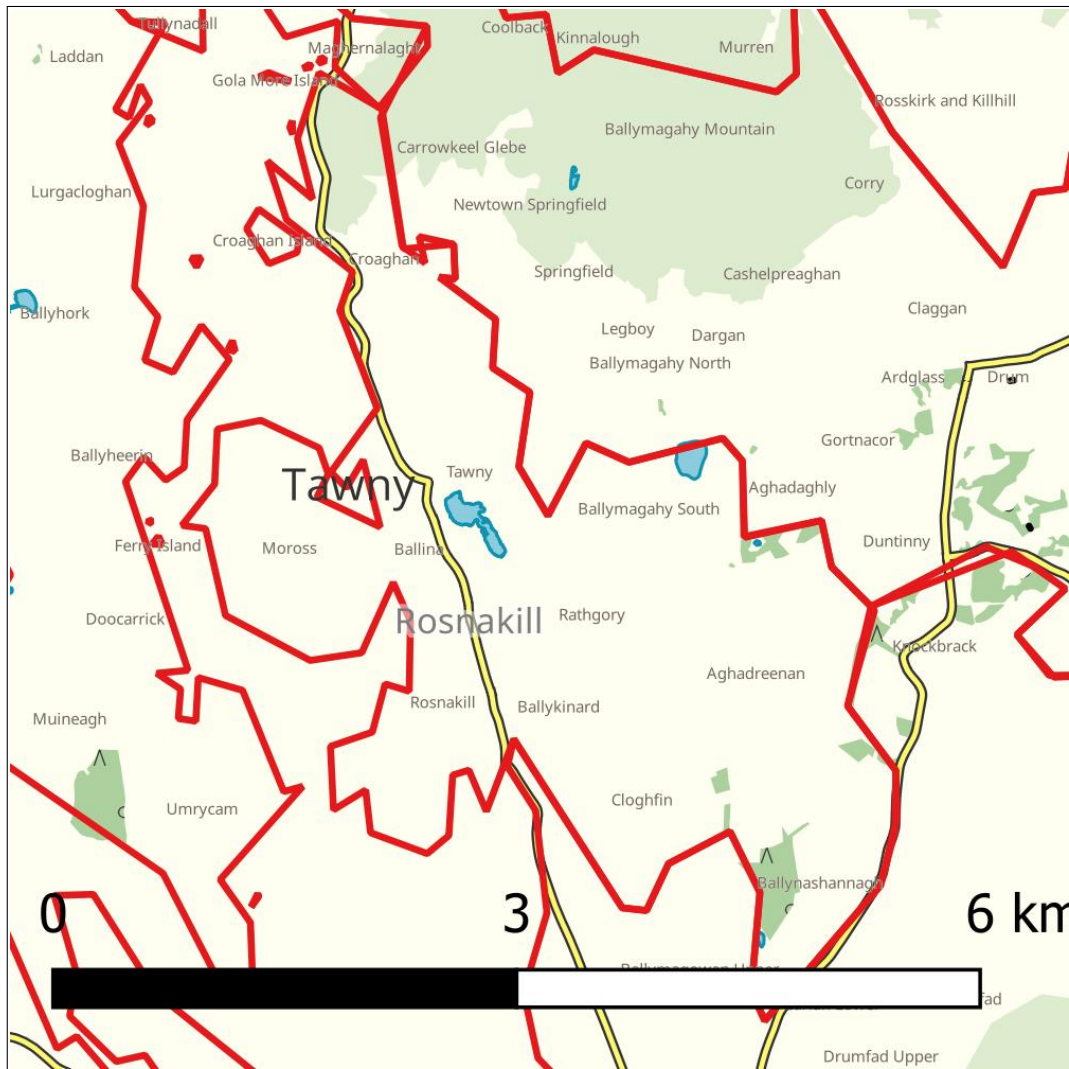 Tullynadall
Coolback
Kinnalough
Maghernalaght
Murren
Laddan
Gola More Island
Rosskirk and Killhill
Ballymagahy Mountain
Carrowkeel Glebe
Corry
Lurgacloghan
Newtown Springfield
Croaghan Island
Croaghan
Springfield
Cashelpreaghan
Ballyhork
Claggan
Legboy
Dargan
Ballymagahy North
Ardglass
Drum
Gortnacor
Ballyheerin
Tawny
Tawny
Aghadaghly
Ballymagahy South
Duntinny
Ferry Island
Moross
Ballina
Doocarrick
Rosnakill
Rathgory
Knockbrack
Aghadreenan
Rosnakill
Ballykinard
Muineagh
Umrycam
Cloghfin
Ballynashannagh
0
3
6 km
Drumfad Upper